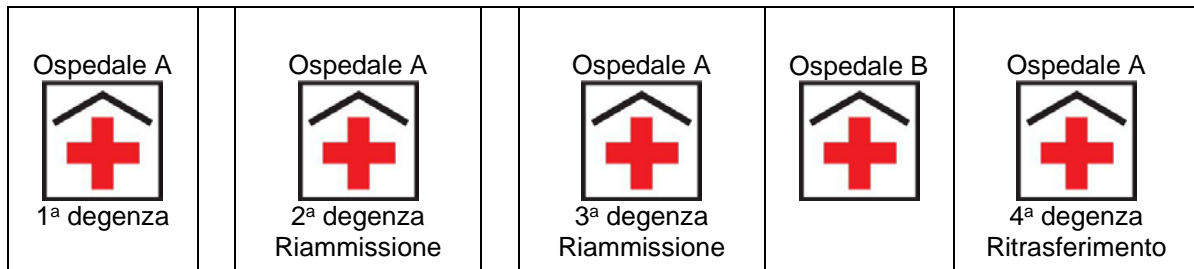 Ospedale A
1ª degenza
Ospedale A
2ª degenza
Riammissione
Ospedale A
3ª degenza
Riammissione
Ospedale B
Ospedale A
4ª degenza
Ritrasferimento